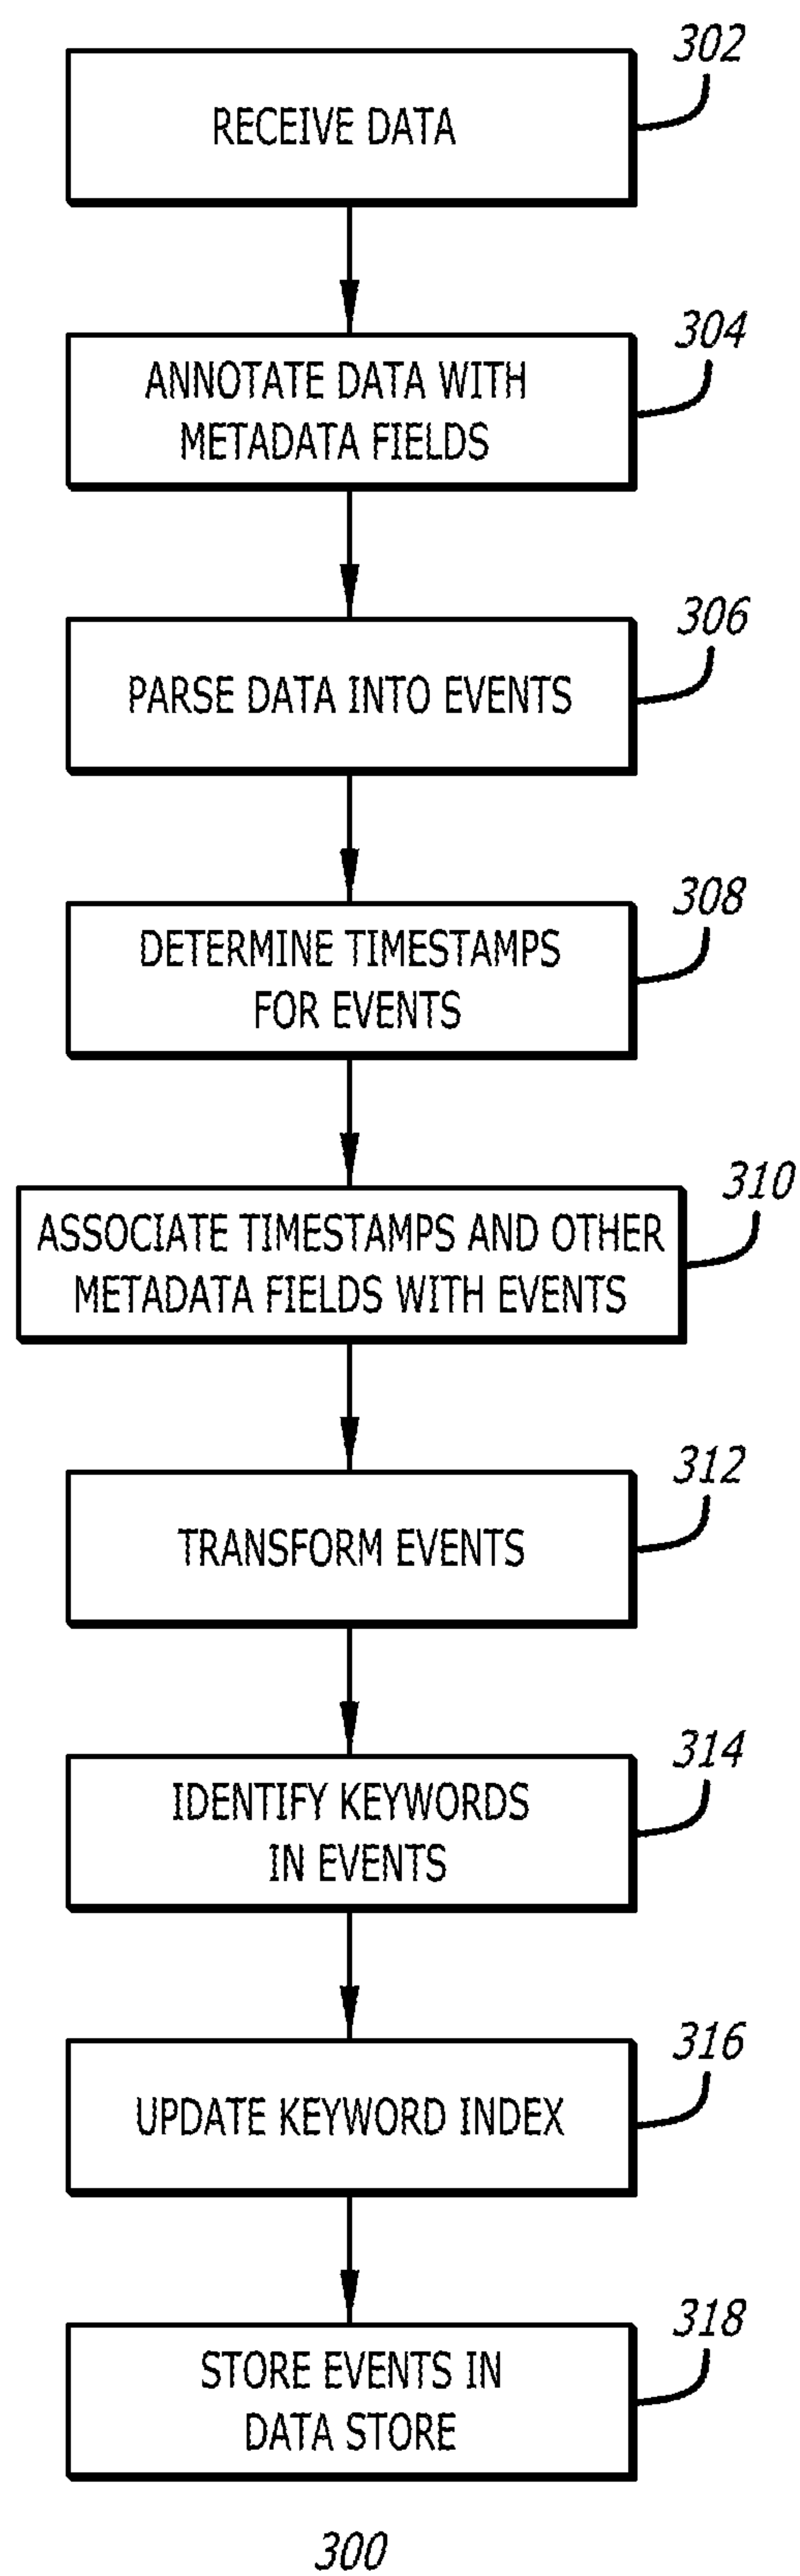 302
RECEIVE DATA
304
ANNOTATE DATA WITH
METADATA FIELDS
306
PARSE DATA INTO EVENTS
308
DETERMINE TIMESTAMPS
FOR EVENTS
310
ASSOCIATE TIMESTAMPS AND OTHER
METADATA FIELDS WITH EVENTS
312
TRANSFORM EVENTS
314
IDENTIFY KEYWORDS
IN EVENTS
316
UPDATE KEYWORD INDEX
318
STORE EVENTS IN
DATA STORE
300